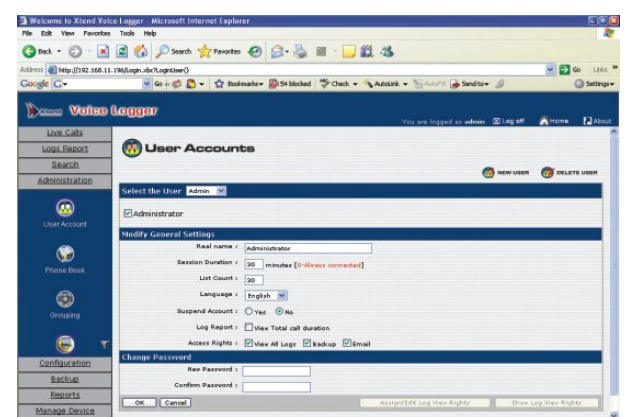 Welcome to Xtend Voice Logger - Microsoft Internet Explorer
File Edit View Favorites Tools Help
Back Search Favorites
Address http://192.168.11.196/Login.vbc?LoginUser() Go Links
Google G Go Bookmarks 54 blocked Check AutoLink AutoFill Send to Settings
Xtend Voice Logger
You are logged as admin Log off Home About
Live Calls
Logs Report
Search
Administration
User Account
Phone Book
Grouping
Configuration
Backup
Reports
Manage Device
User Accounts
NEW USER DELETE USER
Select the User Admin
Administrator
Modify General Settings
Real name : Administrator
Session Duration : 30 minutes [0-Always connected]
List Count : 30
Language : English
Suspend Account : Yes No
Log Report : View Total call duration
Access Rights : View All Logs Backup Email
Change Password
New Password :
Confirm Password :
OK Cancel Assign/Edit Log View Rights Show Log View Rights